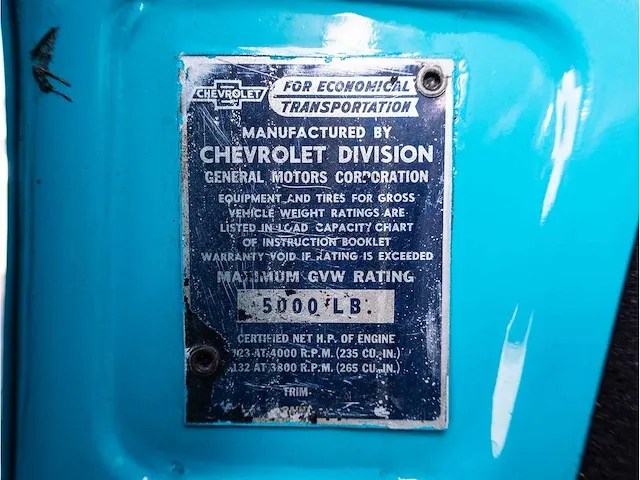 CHEVROLET
FOR ECONOMICAL
TRANSPORTATION
MANUFACTURED BY
CHEVROLET DIVISION
GENERAL MOTORS CORPORATION
EQUIPMENT AND TIRES FOR GROSS
VEHICLE WEIGHT RATINGS ARE
LISTED IN LOAD CAPACITY CHART
OF INSTRUCTION BOOKLET
WARRANTY VOID IF RATING IS EXCEEDED
MAXIMUM GVW RATING
5000 LB.
CERTIFIED NET H.P. OF ENGINE
AT 4000 R.P.M. (235 CU. IN.)
132 AT 3800 R.P.M. (265 CU. IN.)
TRIM